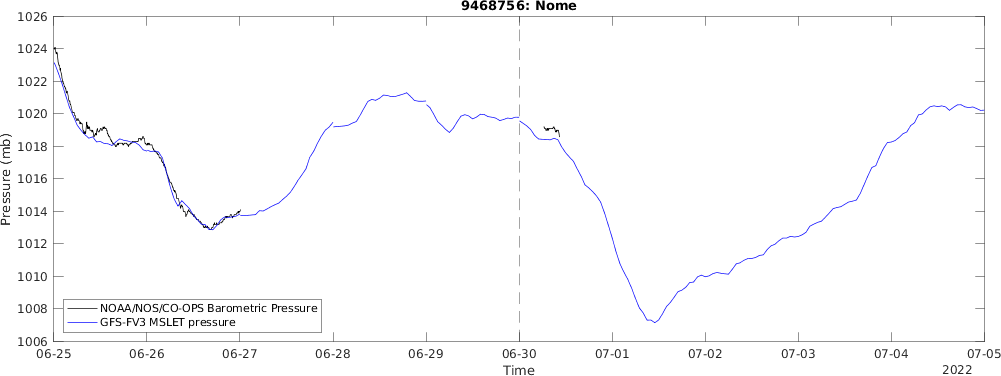 9468756: Nome
1026
1024
1022
1020
1018
1016
1014
1012
1010
1008
1006
Pressure (mb)
NOAA/NOS/CO-OPS Barometric Pressure
GFS-FV3 MSLET pressure
06-25 06-26 06-27 06-28 06-29 06-30 07-01 07-02 07-03 07-04 07-05
Time
2022